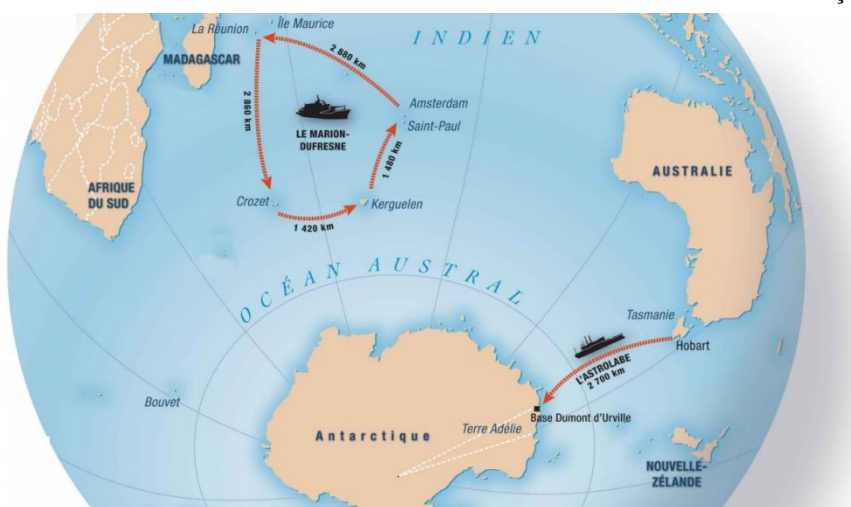 La Réunion
Île Maurice
INDIEN
MADAGASCAR
2 880 km
2 860 km
Amsterdam
Saint-Paul
LE MARION-
DUFRESNE
1 480 km
AUSTRALIE
AFRIQUE
DU SUD
Crozet
Kerguelen
1 420 km
OCÉAN AUSTRAL
Tasmanie
Hobart
L'ASTROLABE
2 700 km
Bouvet
Base Dumont d'Urville
Terre Adélie
Antarctique
NOUVELLE-
ZÉLANDE